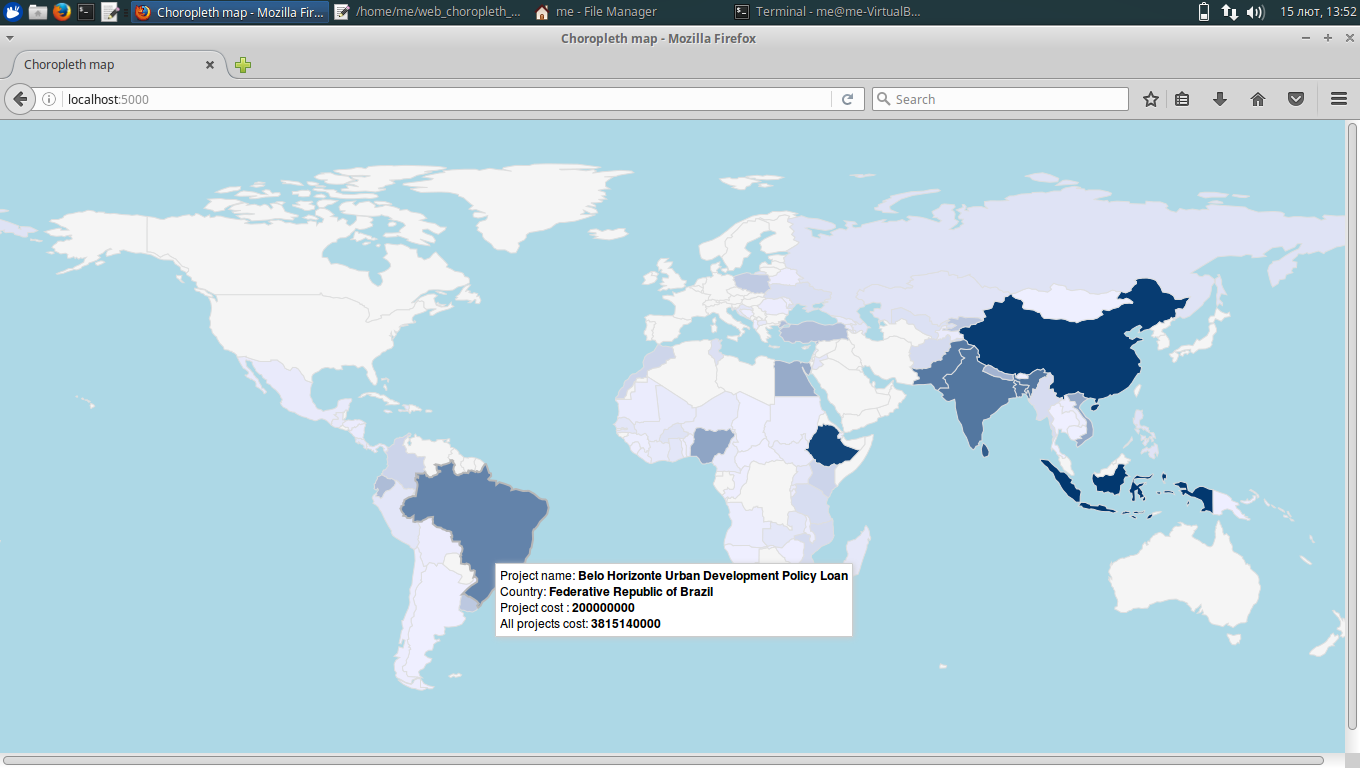 Choropleth map - Mozilla Fir...
/home/me/web_choropleth_...
me - File Manager
Terminal - me@me-VirtualB...
15 лют, 13:52
Choropleth map - Mozilla Firefox
Choropleth map
localhost:5000
Search
Project name: Belo Horizonte Urban Development Policy Loan
Country: Federative Republic of Brazil
Project cost : 200000000
All projects cost: 3815140000